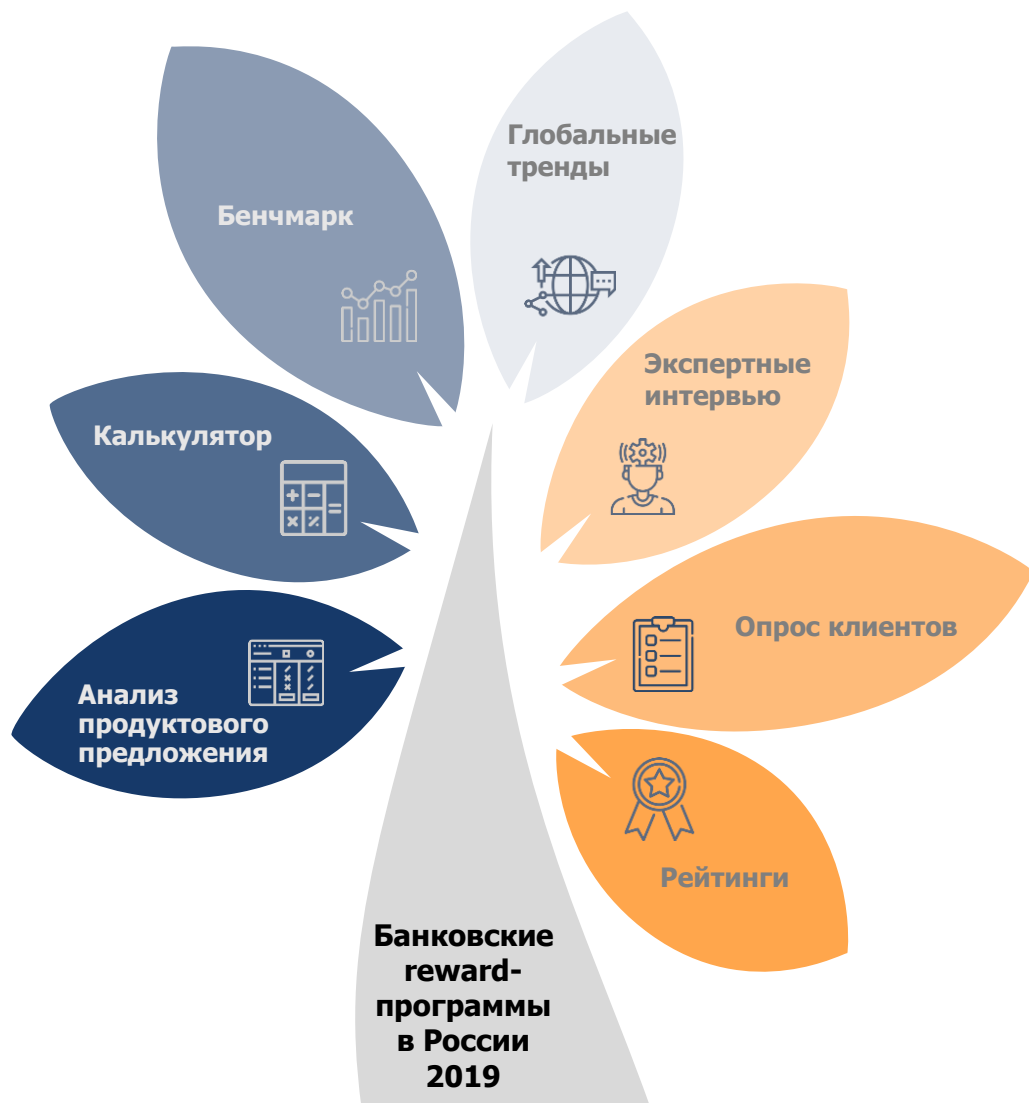 Глобальные
тренды
Бенчмарк
Экспертные
интервью
Калькулятор
Опрос клиентов
Анализ
продуктового
предложения
Рейтинги
Банковские
reward-
программы
в России
2019